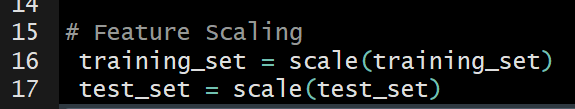 14
15 # Feature Scaling
16 training_set = scale(training_set)
17 test_set = scale(test_set)